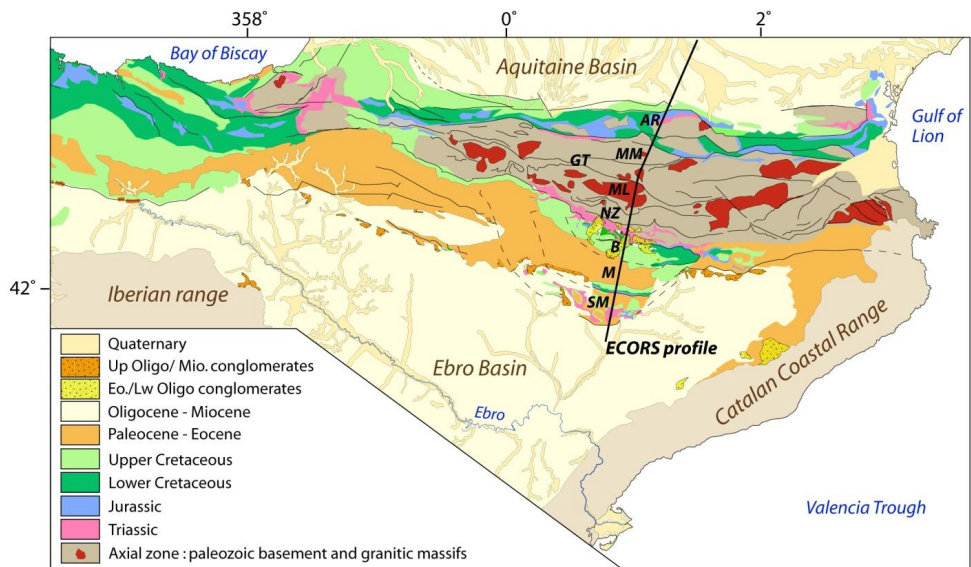 358°
0°
2°
Bay of Biscay
Aquitaine Basin
Gulf of
Lion
AR
GT
MM
ML
NZ
B
M
42°
Iberian range
SM
ECORS profile
Ebro Basin
Catalan Coastal Range
Ebro
Valencia Trough
Quaternary
Up Oligo/ Mio. conglomerates
Eo./Lw Oligo conglomerates
Oligocene - Miocene
Paleocene - Eocene
Upper Cretaceous
Lower Cretaceous
Jurassic
Triassic
Axial zone : paleozoic basement and granitic massifs